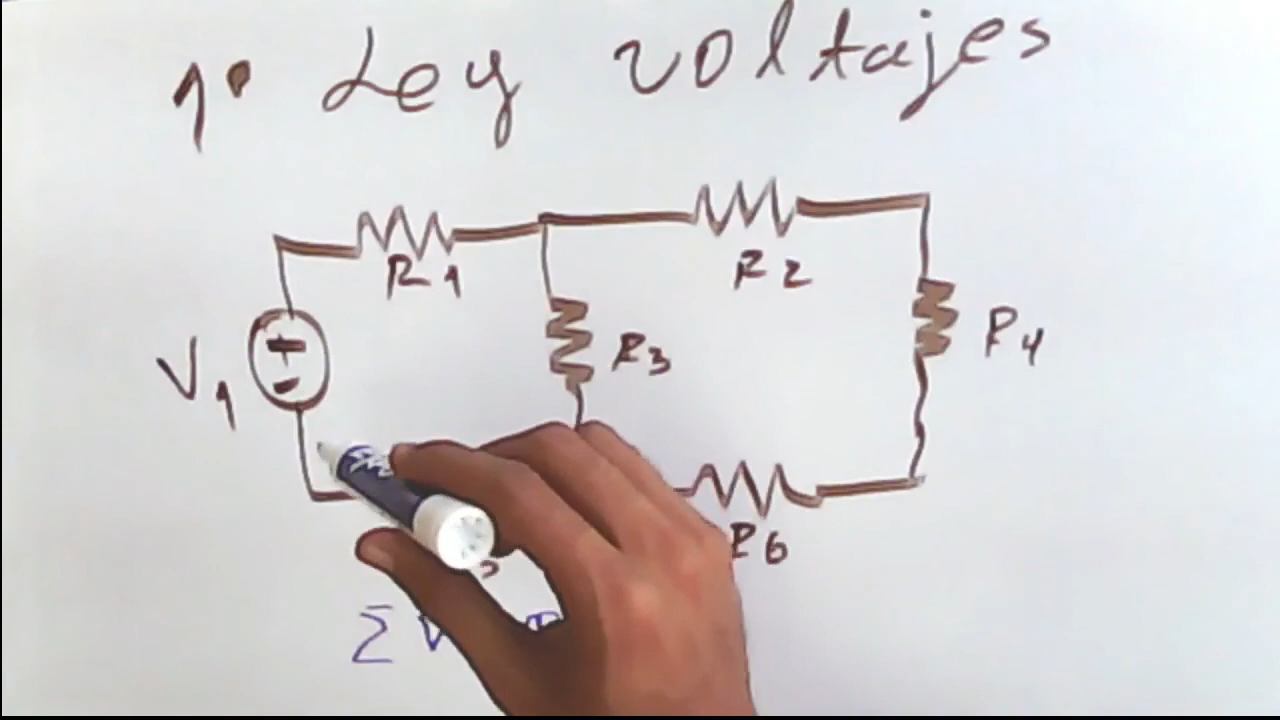 1° Ley voltajes
R1
R2
V1
R3
R4
R6
Σ V